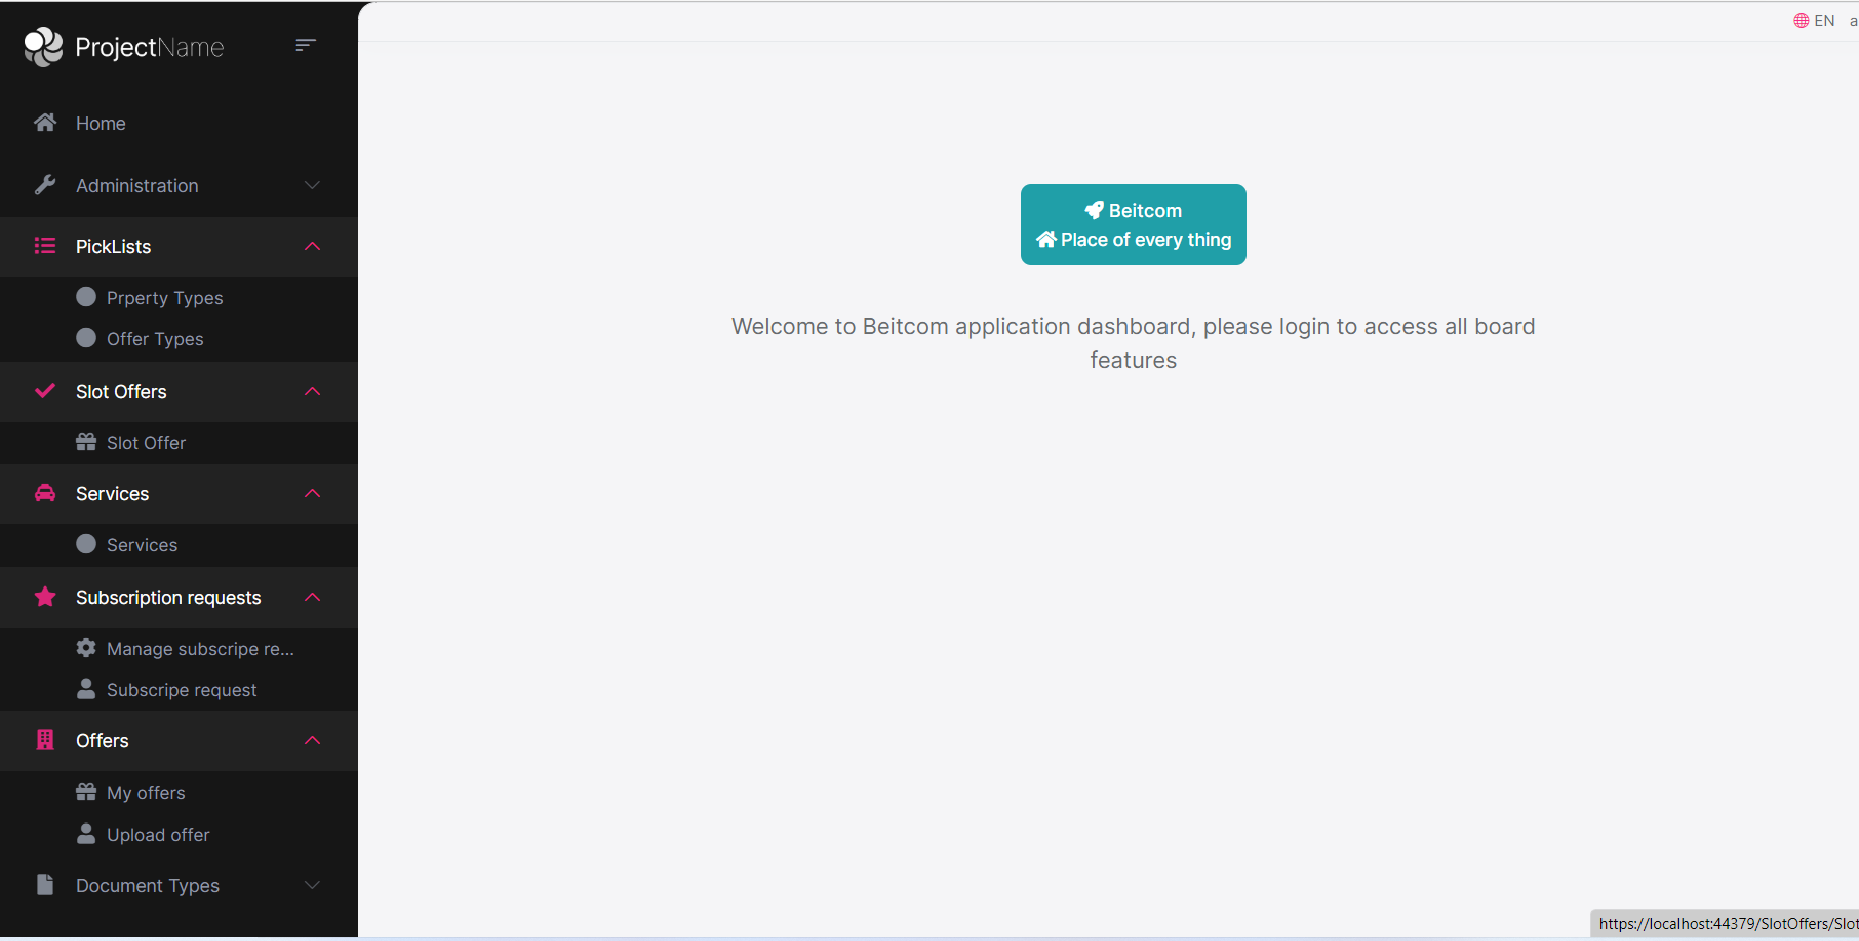 ProjectName
EN
Home
Administration
PickLists
Prperty Types
Offer Types
Slot Offers
Slot Offer
Services
Services
Subscription requests
Manage subscripe re...
Subscripe request
Offers
My offers
Upload offer
Document Types
Beitcom
Place of every thing
Welcome to Beitcom application dashboard, please login to access all board
features
https://localhost:44379/SlotOffers/Slot